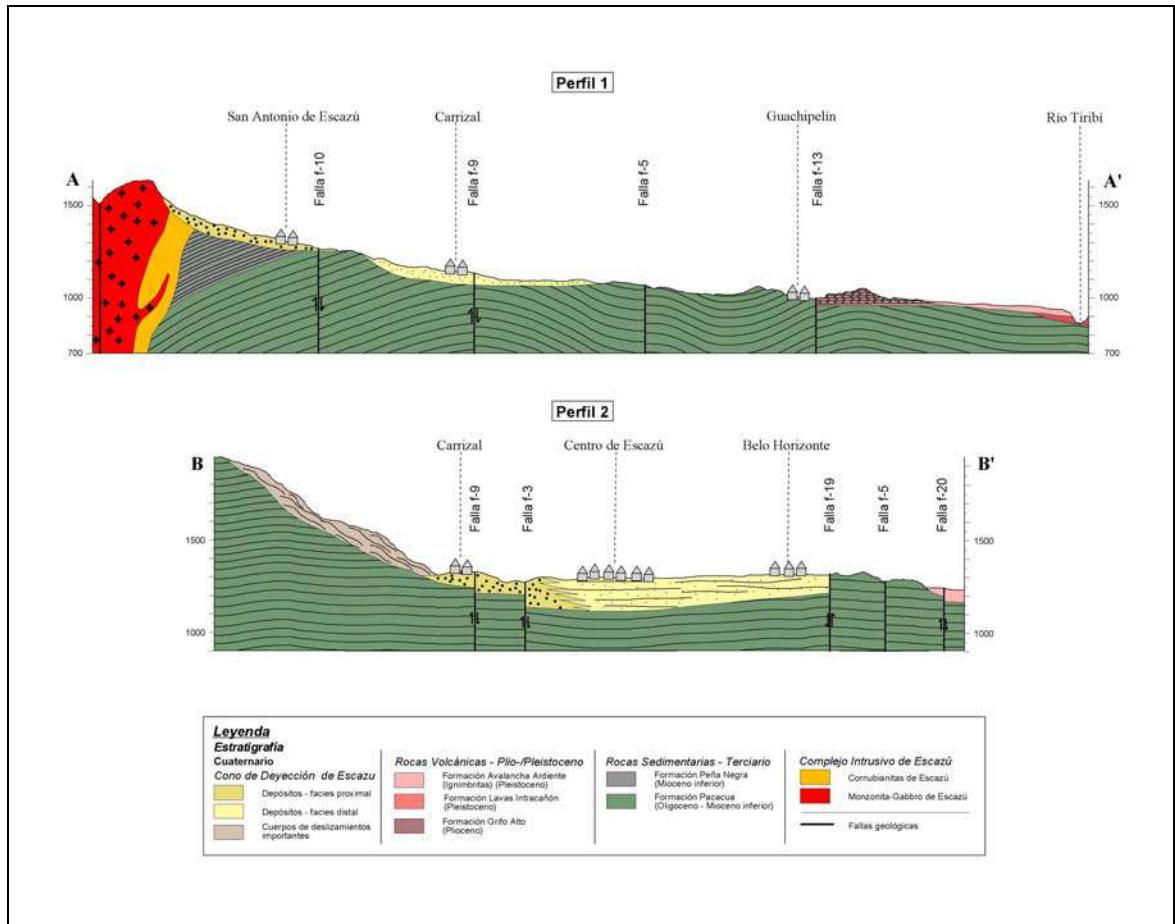 Perfil 1
San Antonio de Escazú
Carrizal
Guachipelín
Río Tiribí
A
Falla f-10
Falla f-9
Falla f-5
Falla f-13
A'
1500
1500
1000
1000
700
700
Perfil 2
Carrizal
Centro de Escazú
Belo Horizonte
B
Falla f-9
Falla f-3
Falla f-19
Falla f-5
Falla f-20
B'
1500
1500
1000
1000
Leyenda
Estratigrafía
Cuaternario
Cono de Deyección de Escazu
Depósitos - facies proximal
Depósitos - facies distal
Cuerpos de deslizamientos
importantes
Rocas Volcànicas - Plio-/Pleistoceno
Formación Avalancha Ardiente
(Ignimbritas) (Pleistoceno)
Formación Lavas Intracañón
(Pleistoceno)
Formación Grifo Alto
(Plioceno)
Rocas Sedimentarias - Terciario
Formación Peña Negra
(Mioceno inferior)
Formación Pacacua
(Oligoceno - Mioceno inferior)
Complejo Intrusivo de Escazú
Cornubianitas de Escazú
Monzonita-Gabbro de Escazú
Fallas geológicas